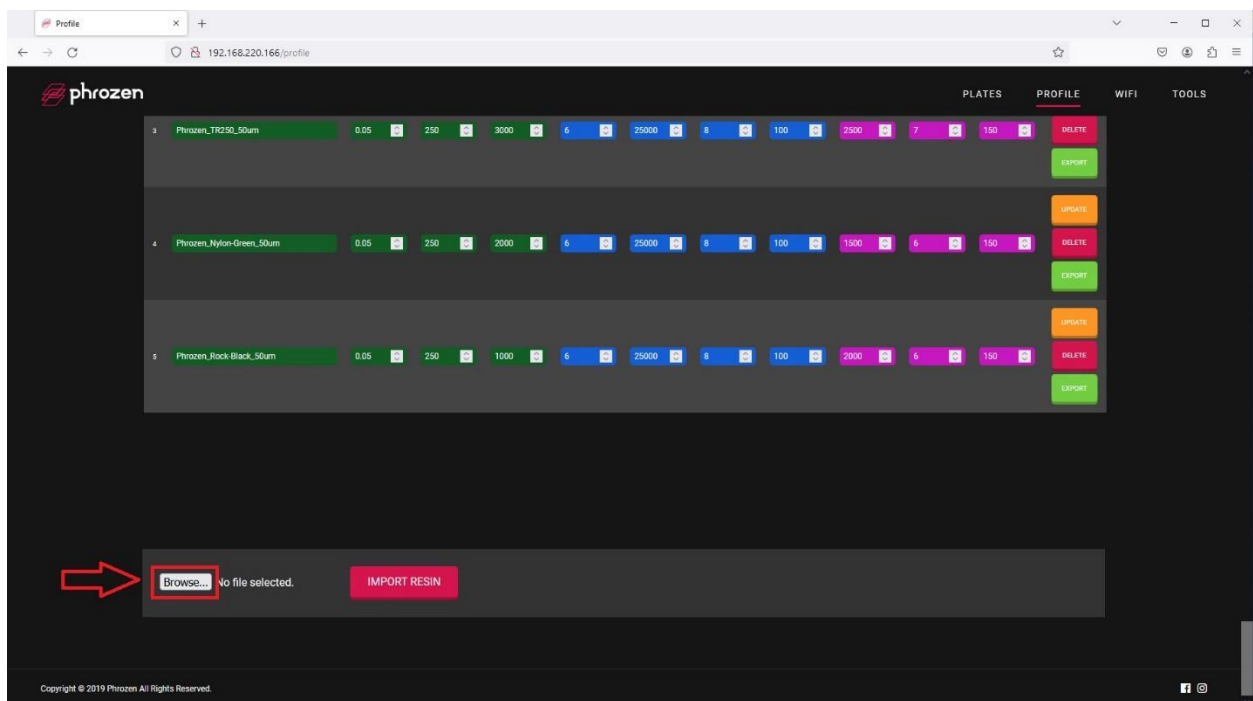 Profile
192.168.220.166/profile
phrozen
PLATES PROFILE WIFI TOOLS
3 Phrozen_TR250_50um 0.05 250 3000 6 25000 8 100 2500 7 150 DELETE
EXPORT
UPDATE
4 Phrozen_Nylon-Green_50um 0.05 250 2000 6 25000 8 100 1500 6 150 DELETE
EXPORT
UPDATE
5 Phrozen_Rock-Black_50um 0.05 250 1000 6 25000 8 100 2000 6 150 DELETE
EXPORT
Browse... No file selected. IMPORT RESIN
Copyright © 2019 Phrozen All Rights Reserved.